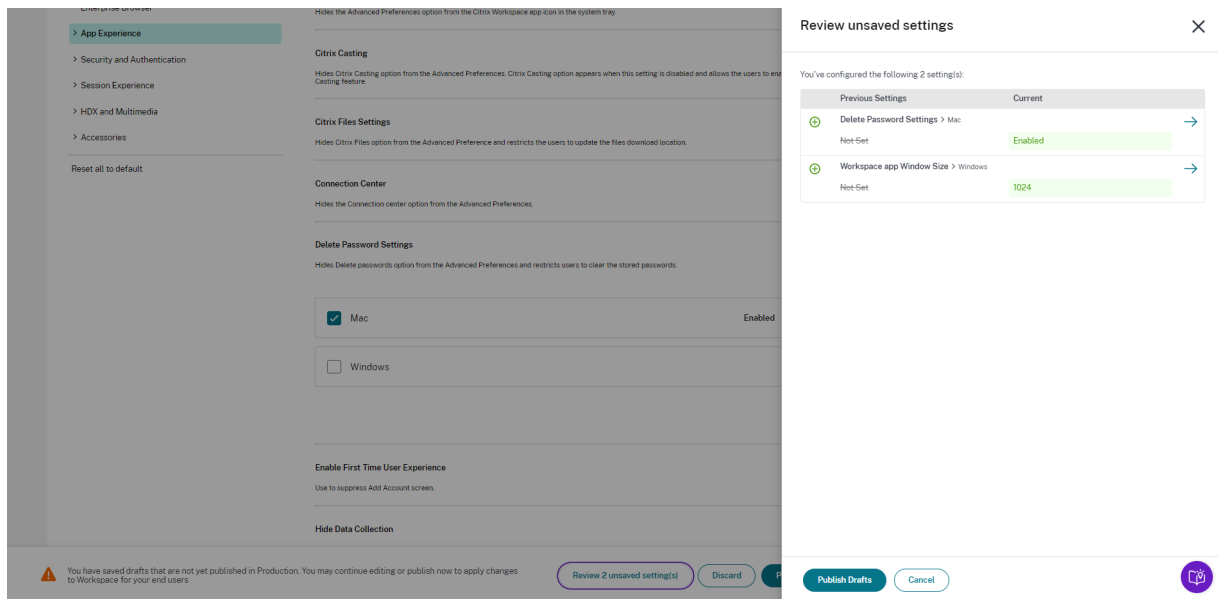 Enterprise Browser
App Experience
Security and Authentication
Session Experience
HDX and Multimedia
Accessories
Reset all to default
Hides the Advanced Preferences option from the Citrix Workspace app icon in the system tray.
Citrix Casting
Hides Citrix Casting option from the Advanced Preferences. Citrix Casting option appears when this setting is disabled and allows the users to
Casting feature.
Citrix Files Settings
Hides Citrix Files option from the Advanced Preference and restricts the users to update the files download location.
Connection Center
Hides the Connection center option from the Advanced Preferences.
Delete Password Settings
Hides Delete passwords option from the Advanced Preferences and restricts users to clear the stored passwords.
Mac Enabled
Windows
Enable First Time User Experience
Use to suppress Add Account screen.
Hide Data Collection
You have saved drafts that are not yet published in Production. You may continue editing or publish now to apply changes
to Workspace for your end users
Review 2 unsaved setting(s) Discard P
Review unsaved settings
You've configured the following 2 setting(s):
Previous Settings Current
Delete Password Settings > Mac
Not Set Enabled
Workspace app Window Size > Windows
Not Set 1024
Publish Drafts Cancel